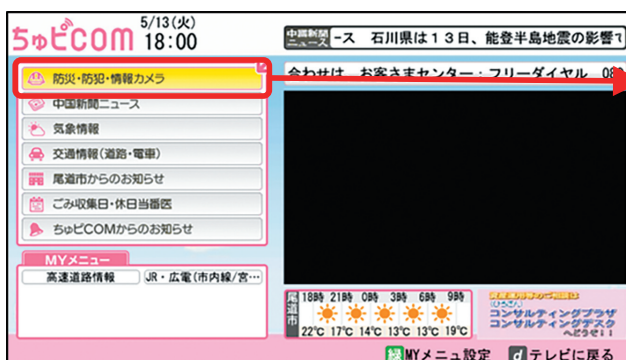 ちゅピCOM
5/13(火)
18:00
中國新聞ニュース
-ス 石川県は13日、能登半島地震の影響で
防災・防犯・情報カメラ
合わせは お客さまセンター：フリーダイヤル
中国新聞ニュース
気象情報
交通情報(道路・電車)
尾道市からのお知らせ
ごみ収集日・休日当番医
ちゅピCOMからのお知らせ
MYメニュー
高速道路情報 JR・広電(市内線/宮…
尾道市
18時 21時 0時 3時 6時 9時
22℃ 17℃ 14℃ 13℃ 13℃ 19℃
ひろぎん
コンサルティングプラザ
コンサルティングデスク
へどうぞ!!
緑 MYメニュー設定 d テレビに戻る